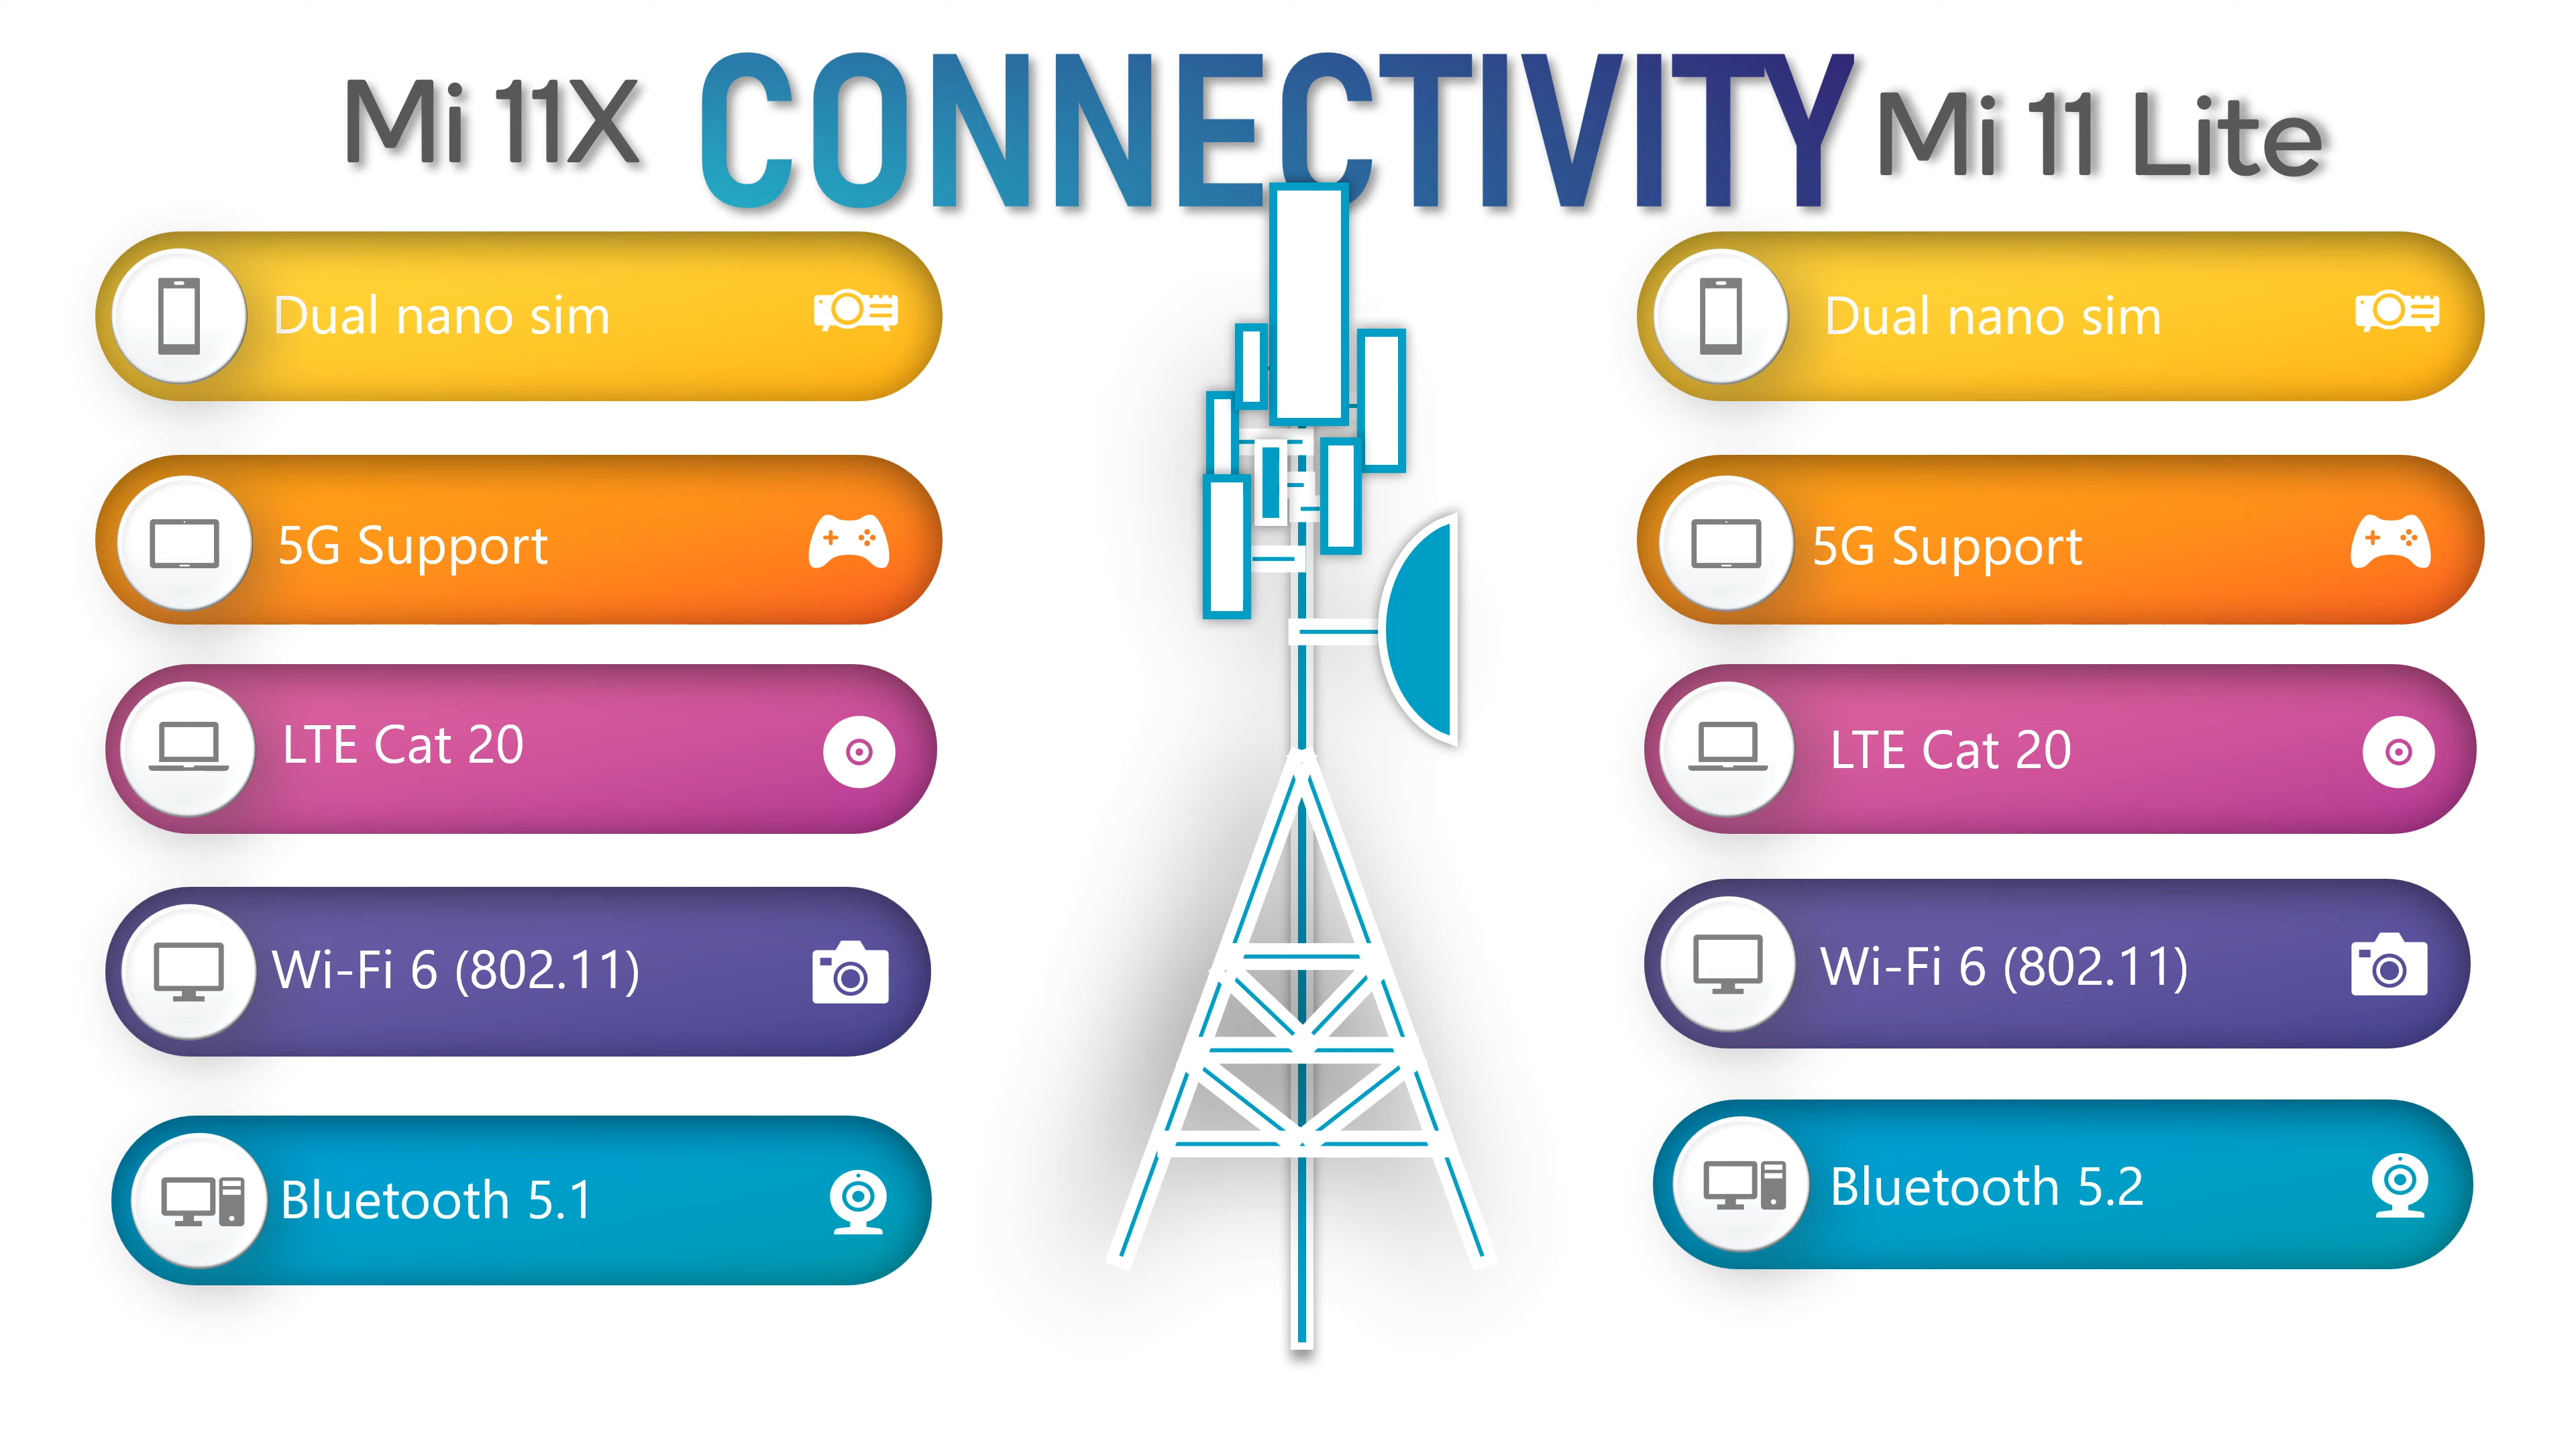 Mi 11X CONNECTIVITY Mi 11 Lite
Dual nano sim
5G Support
LTE Cat 20
Wi-Fi 6 (802.11)
Bluetooth 5.1
Dual nano sim
5G Support
LTE Cat 20
Wi-Fi 6 (802.11)
Bluetooth 5.2